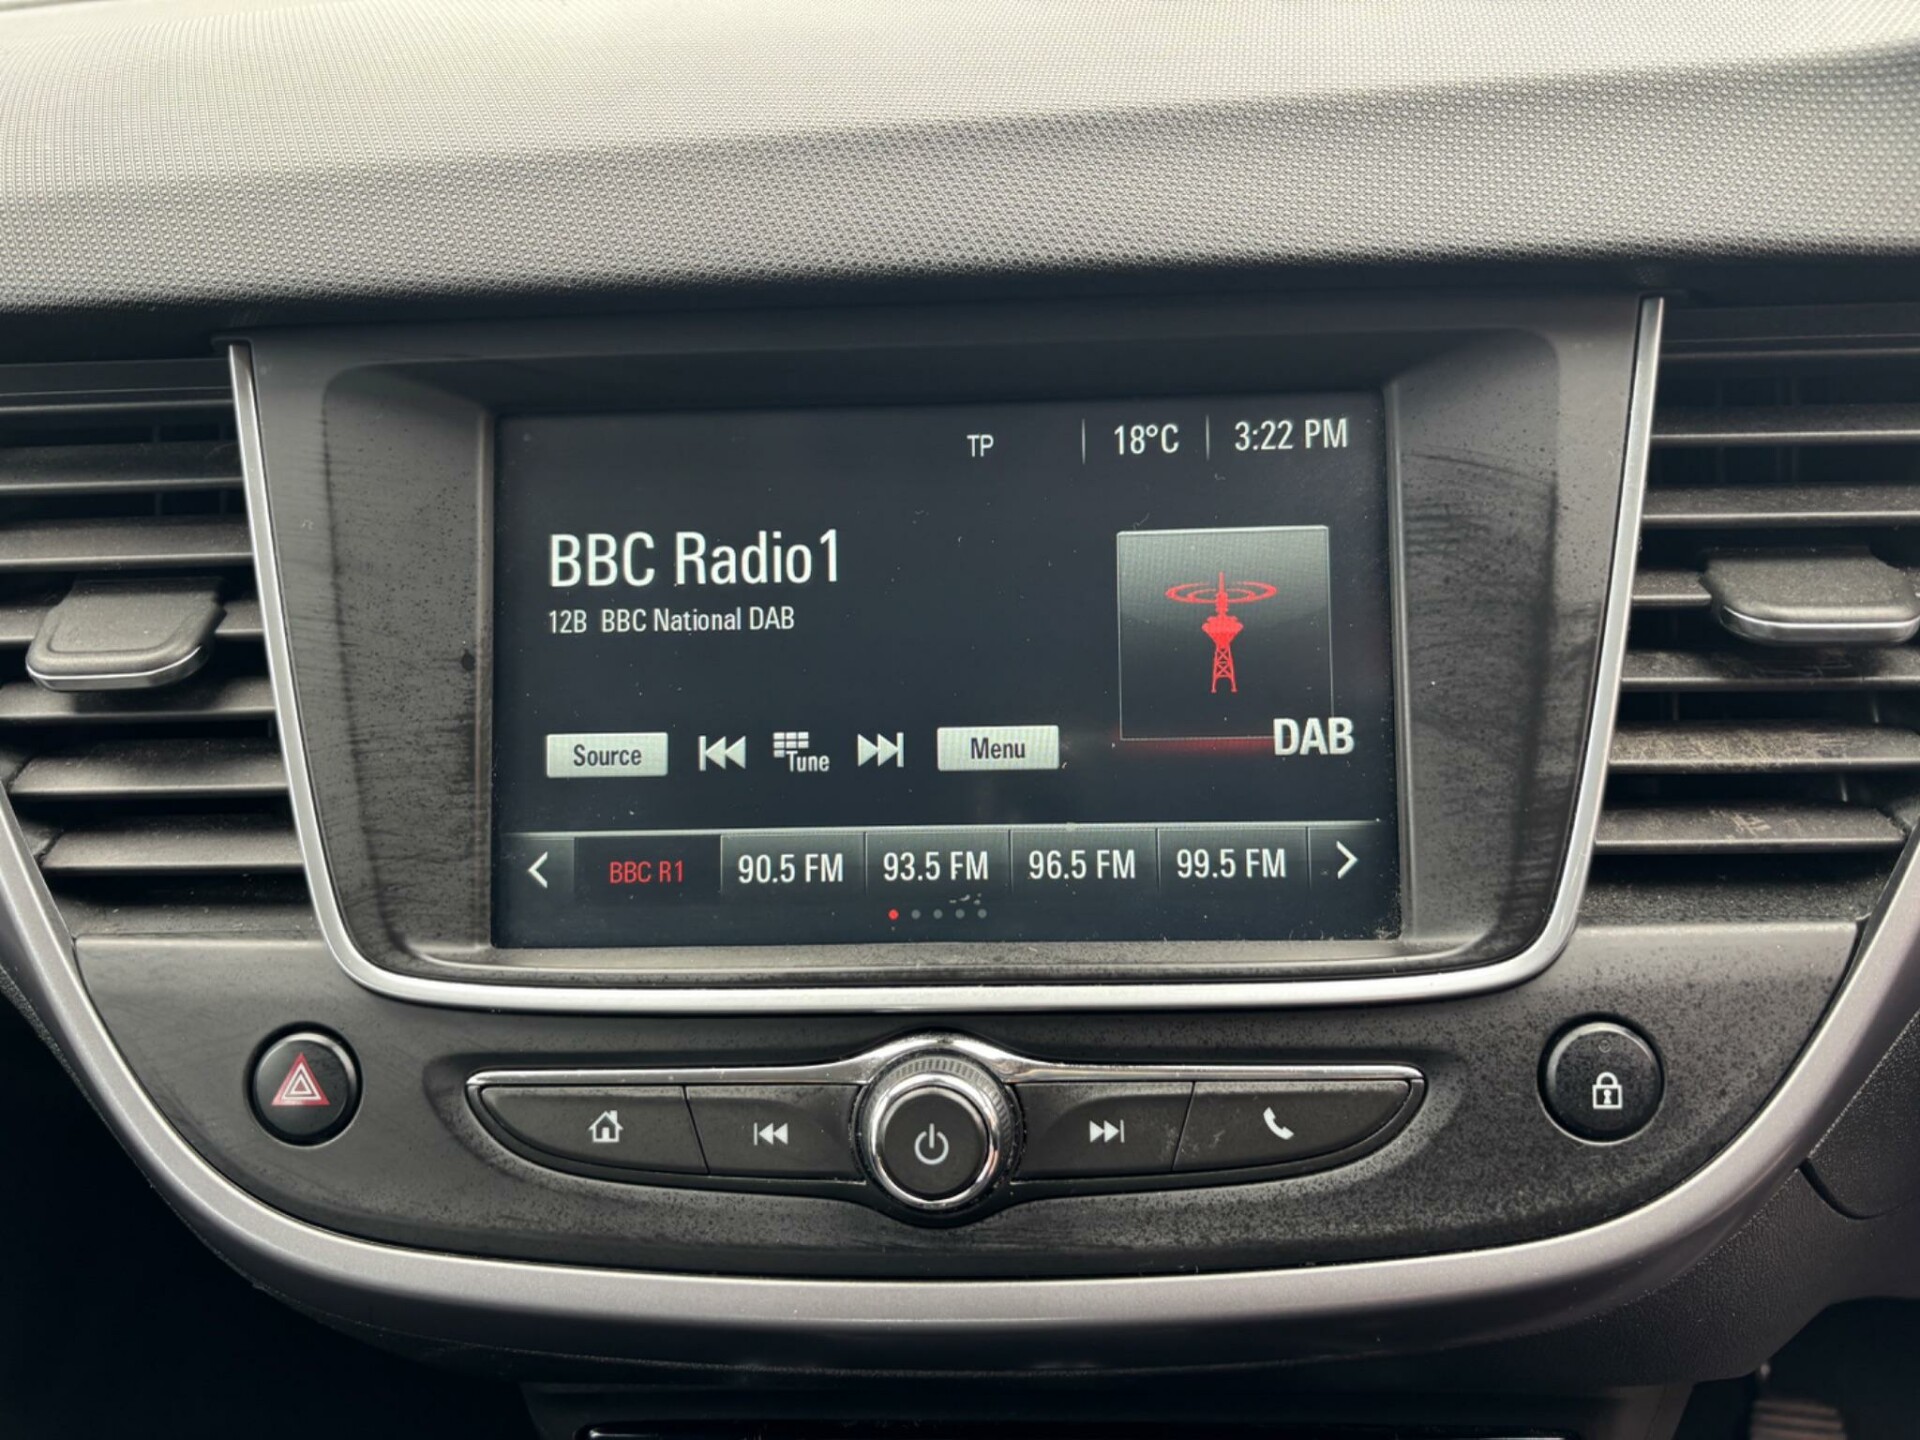 TP 18°C 3:22 PM
BBC Radio1
12B BBC National DAB
Source Tune Menu
DAB
BBC R1 90.5 FM 93.5 FM 96.5 FM 99.5 FM